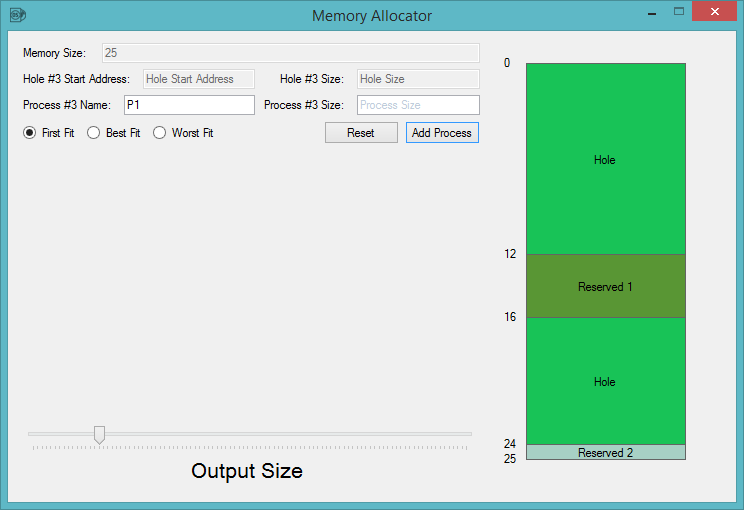 Memory Allocator
Memory Size: 25
Hole #3 Start Address: Hole Start Address Hole #3 Size: Hole Size
Process #3 Name: P1 Process #3 Size: Process Size
First Fit Best Fit Worst Fit Reset Add Process
Output Size
0
Hole
12
Reserved 1
16
Hole
24
Reserved 2
25